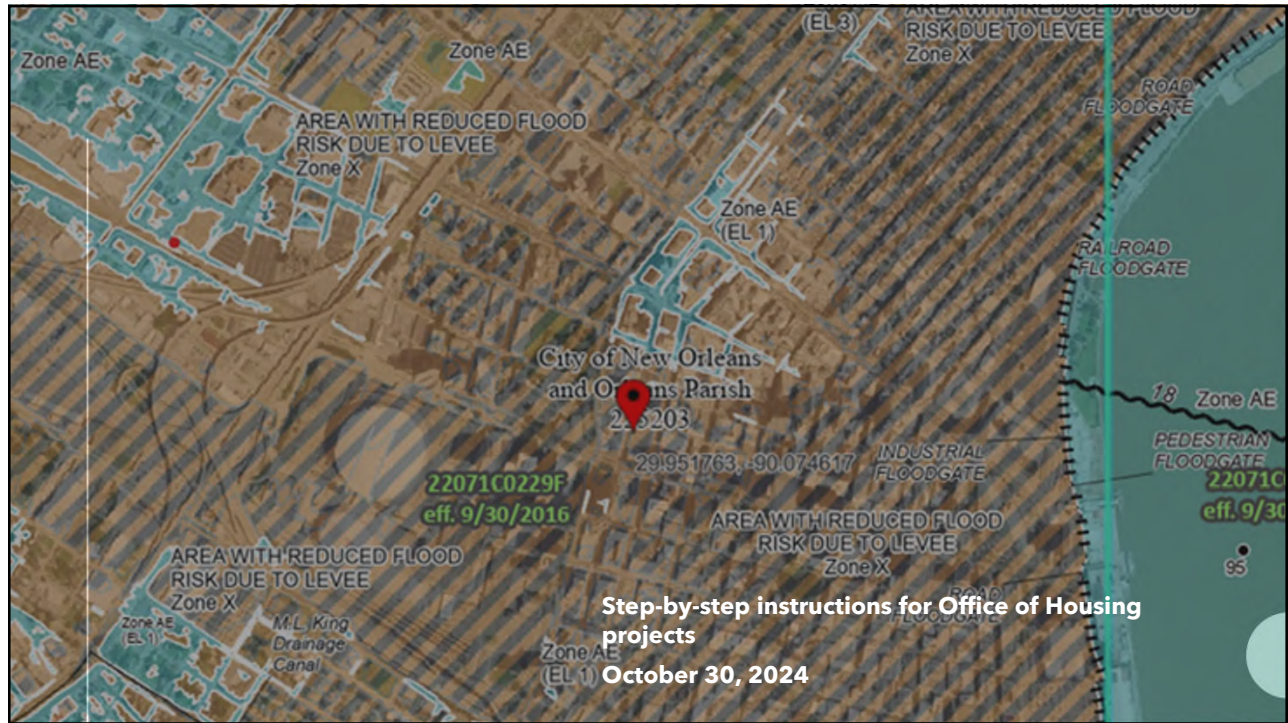 (EL 3)
AREA WITH REDUCED FLOOD
RISK DUE TO LEVEE
Zone X
Zone AE
Zone AE
ROAD
FLOODGATE
AREA WITH REDUCED FLOOD
RISK DUE TO LEVEE
Zone X
Zone AE
(EL 1)
RAILROAD
FLOODGATE
City of New Orleans
and Orleans Parish
225203
18
Zone AE
PEDESTRIAN
FLOODGATE
INDUSTRIAL
FLOODGATE
29.951763, -90.074617
22071C0229F
eff. 9/30/2016
22071C
eff. 9/30
AREA WITH REDUCED FLOOD
RISK DUE TO LEVEE
Zone X
95
AREA WITH REDUCED FLOOD
RISK DUE TO LEVEE
Zone X
ROAD
FLOODGATE
Step-by-step instructions for Office of Housing
projects
October 30, 2024
Zone AE
(EL 1)
M.L. King
Drainage
Canal
Zone AE
(EL 1)